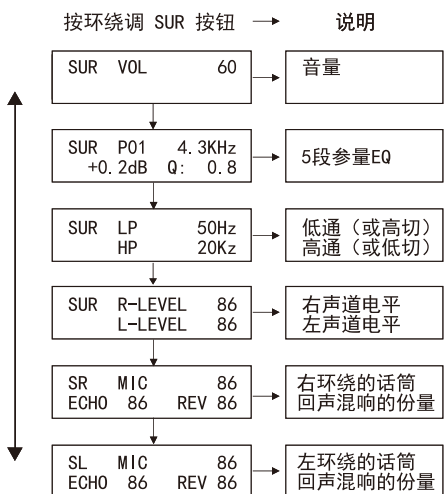 按环绕调 SUR 按钮
说明
SUR VOL 60
音量
SUR P01 4.3KHz
+0.2dB Q: 0.8
5段参量EQ
SUR LP 50Hz
HP 20Kz
低通（或高切）
高通（或低切）
SUR R-LEVEL 86
L-LEVEL 86
右声道电平
左声道电平
SR MIC 86
ECHO 86 REV 86
右环绕的话筒
回声混响的份量
SL MIC 86
ECHO 86 REV 86
左环绕的话筒
回声混响的份量